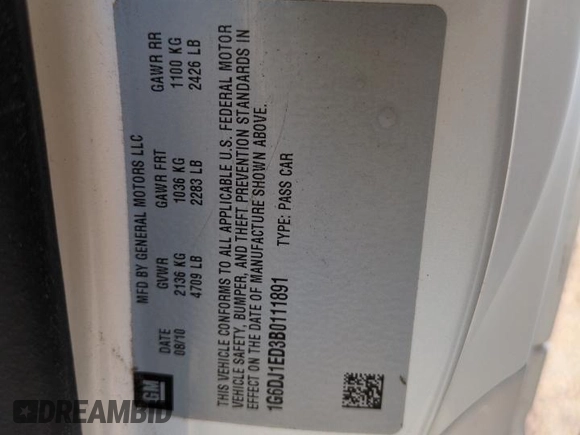 GM
MFD BY GENERAL MOTORS LLC
DATE GVWR GAWR FRT GAWR RR
08/10 2136 KG 1036 KG 1100 KG
4709 LB 2283 LB 2426 LB
THIS VEHICLE CONFORMS TO ALL APPLICABLE U.S. FEDERAL MOTOR
VEHICLE SAFETY, BUMPER, AND THEFT PREVENTION STANDARDS IN
EFFECT ON THE DATE OF MANUFACTURE SHOWN ABOVE.
1G6DJ1ED3B0111891 TYPE: PASS CAR
DREAMBID